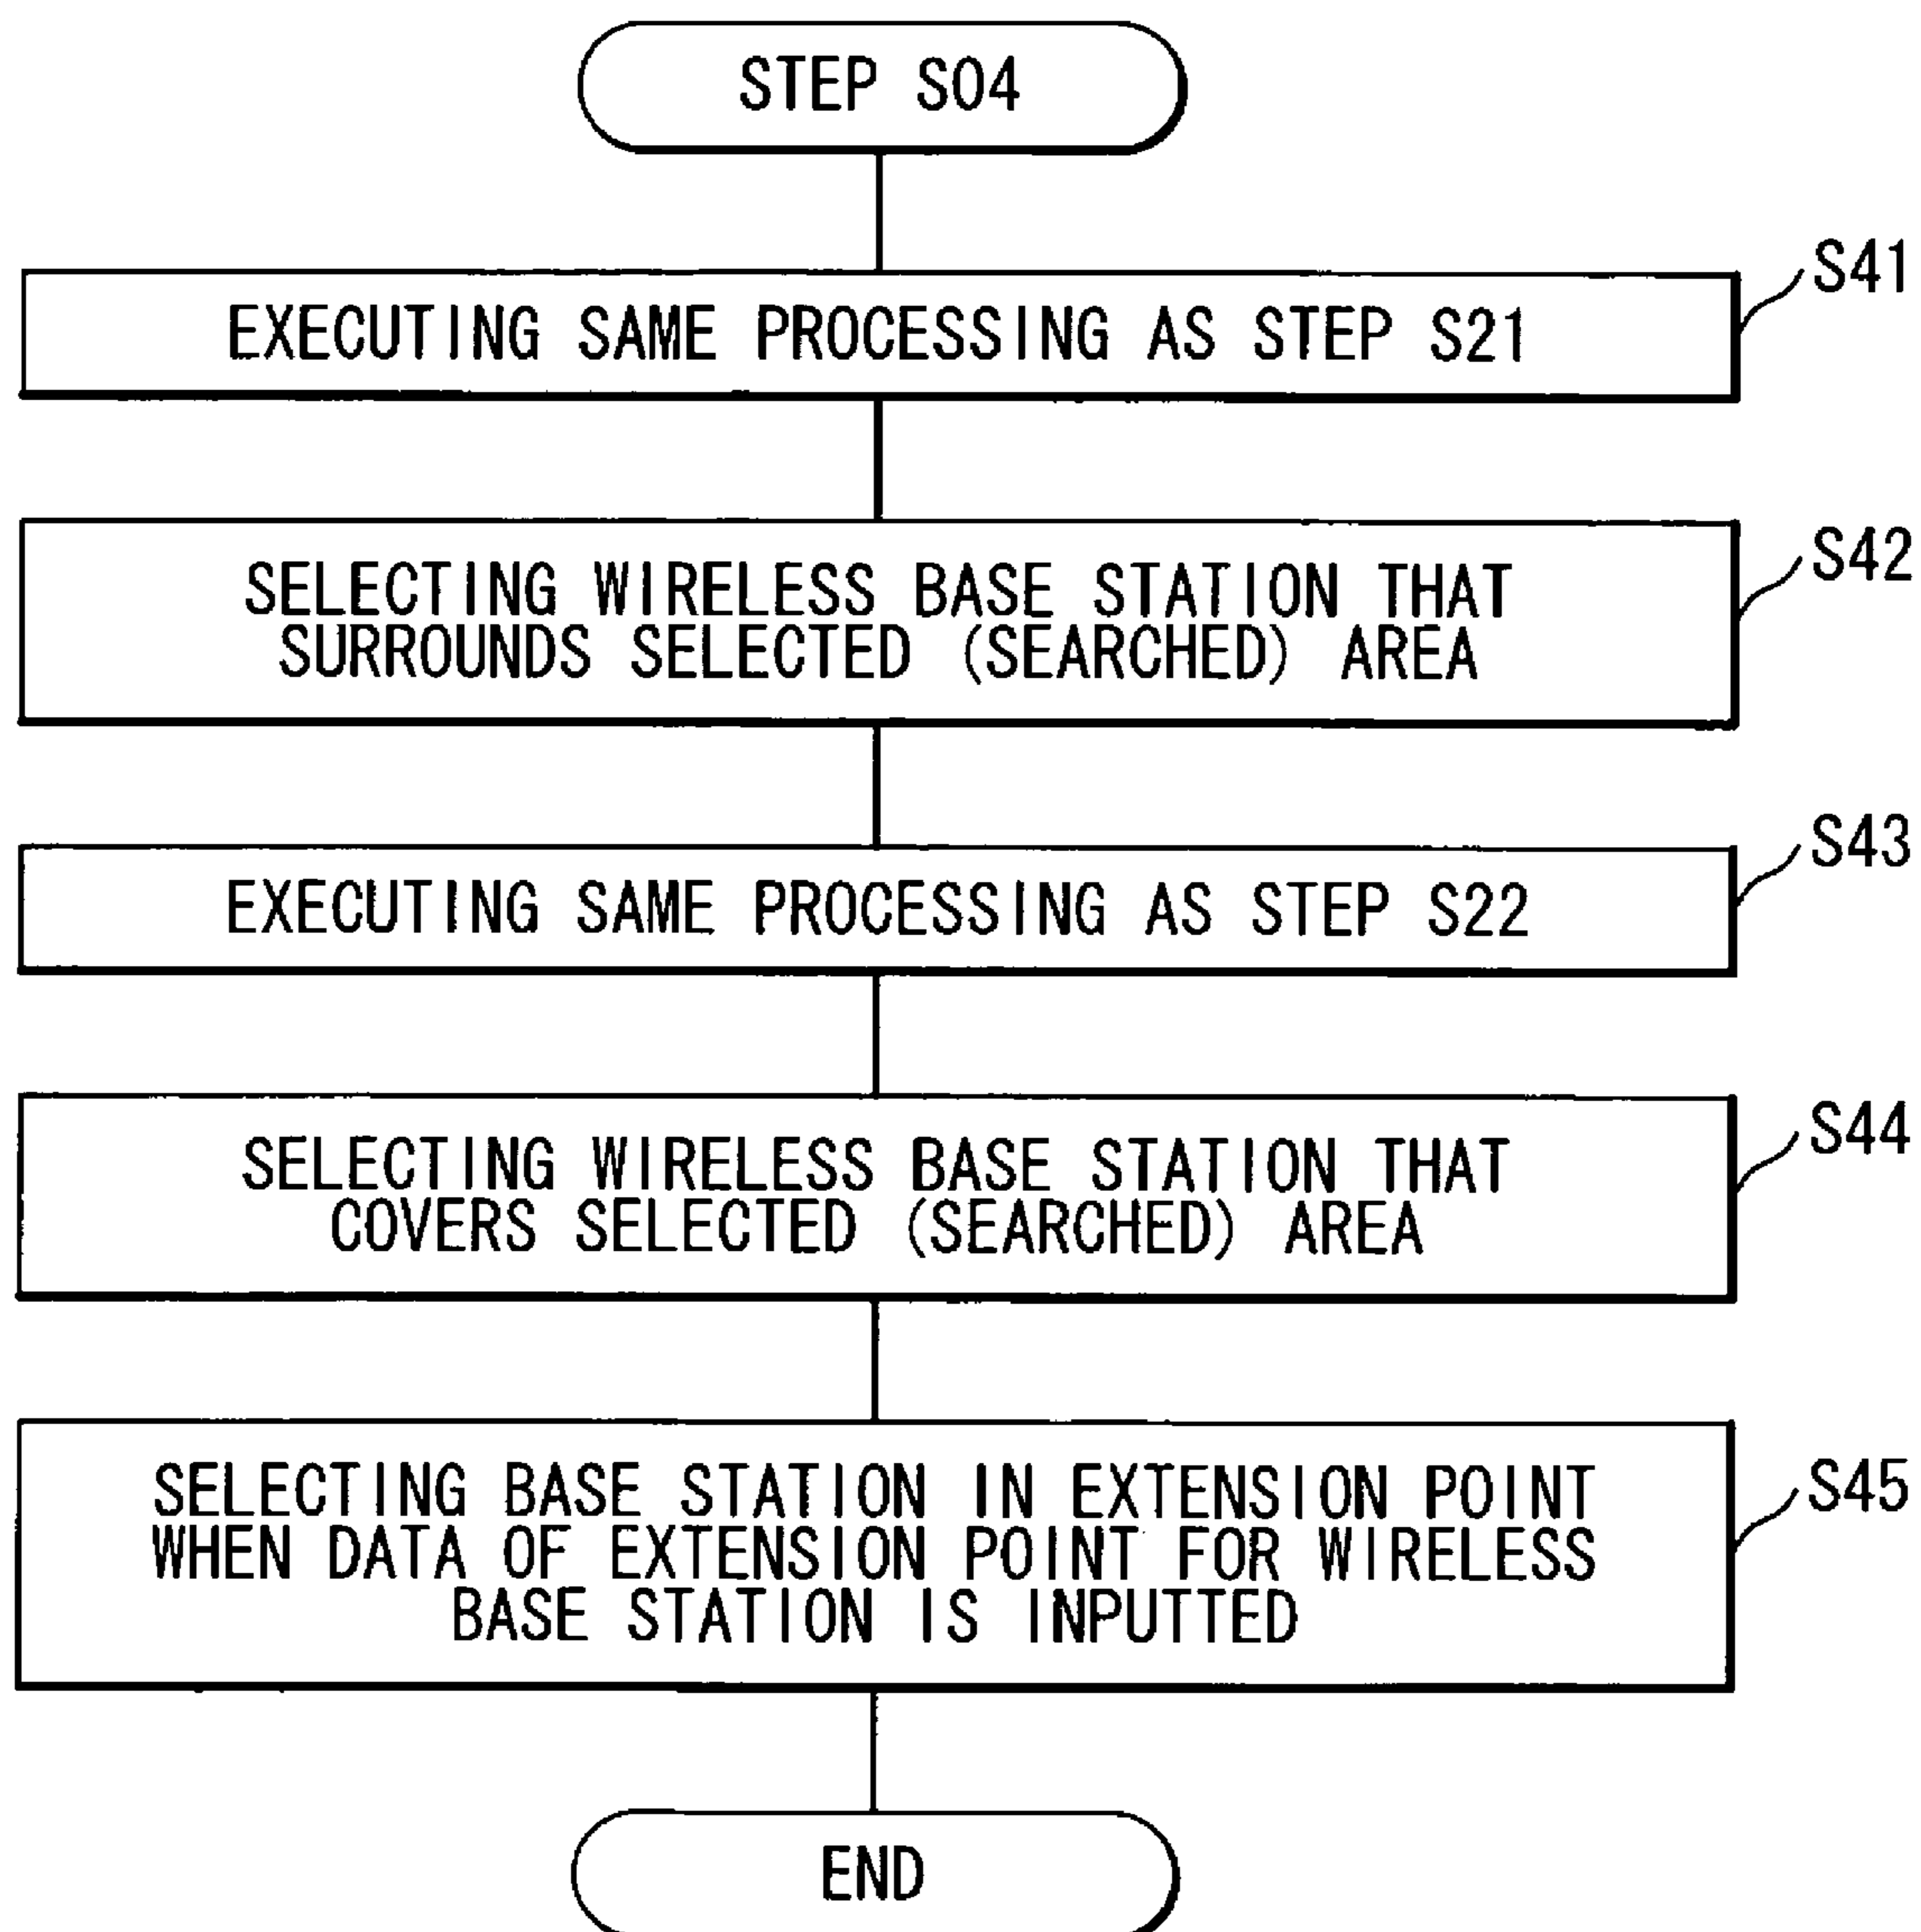 STEP S04
S41
EXECUTING SAME PROCESSING AS STEP S21
S42
SELECTING WIRELESS BASE STATION THAT
SURROUNDS SELECTED (SEARCHED) AREA
S43
EXECUTING SAME PROCESSING AS STEP S22
S44
SELECTING WIRELESS BASE STATION THAT
COVERS SELECTED (SEARCHED) AREA
S45
SELECTING BASE STATION IN EXTENSION POINT
WHEN DATA OF EXTENSION POINT FOR WIRELESS
BASE STATION IS INPUTTED
END